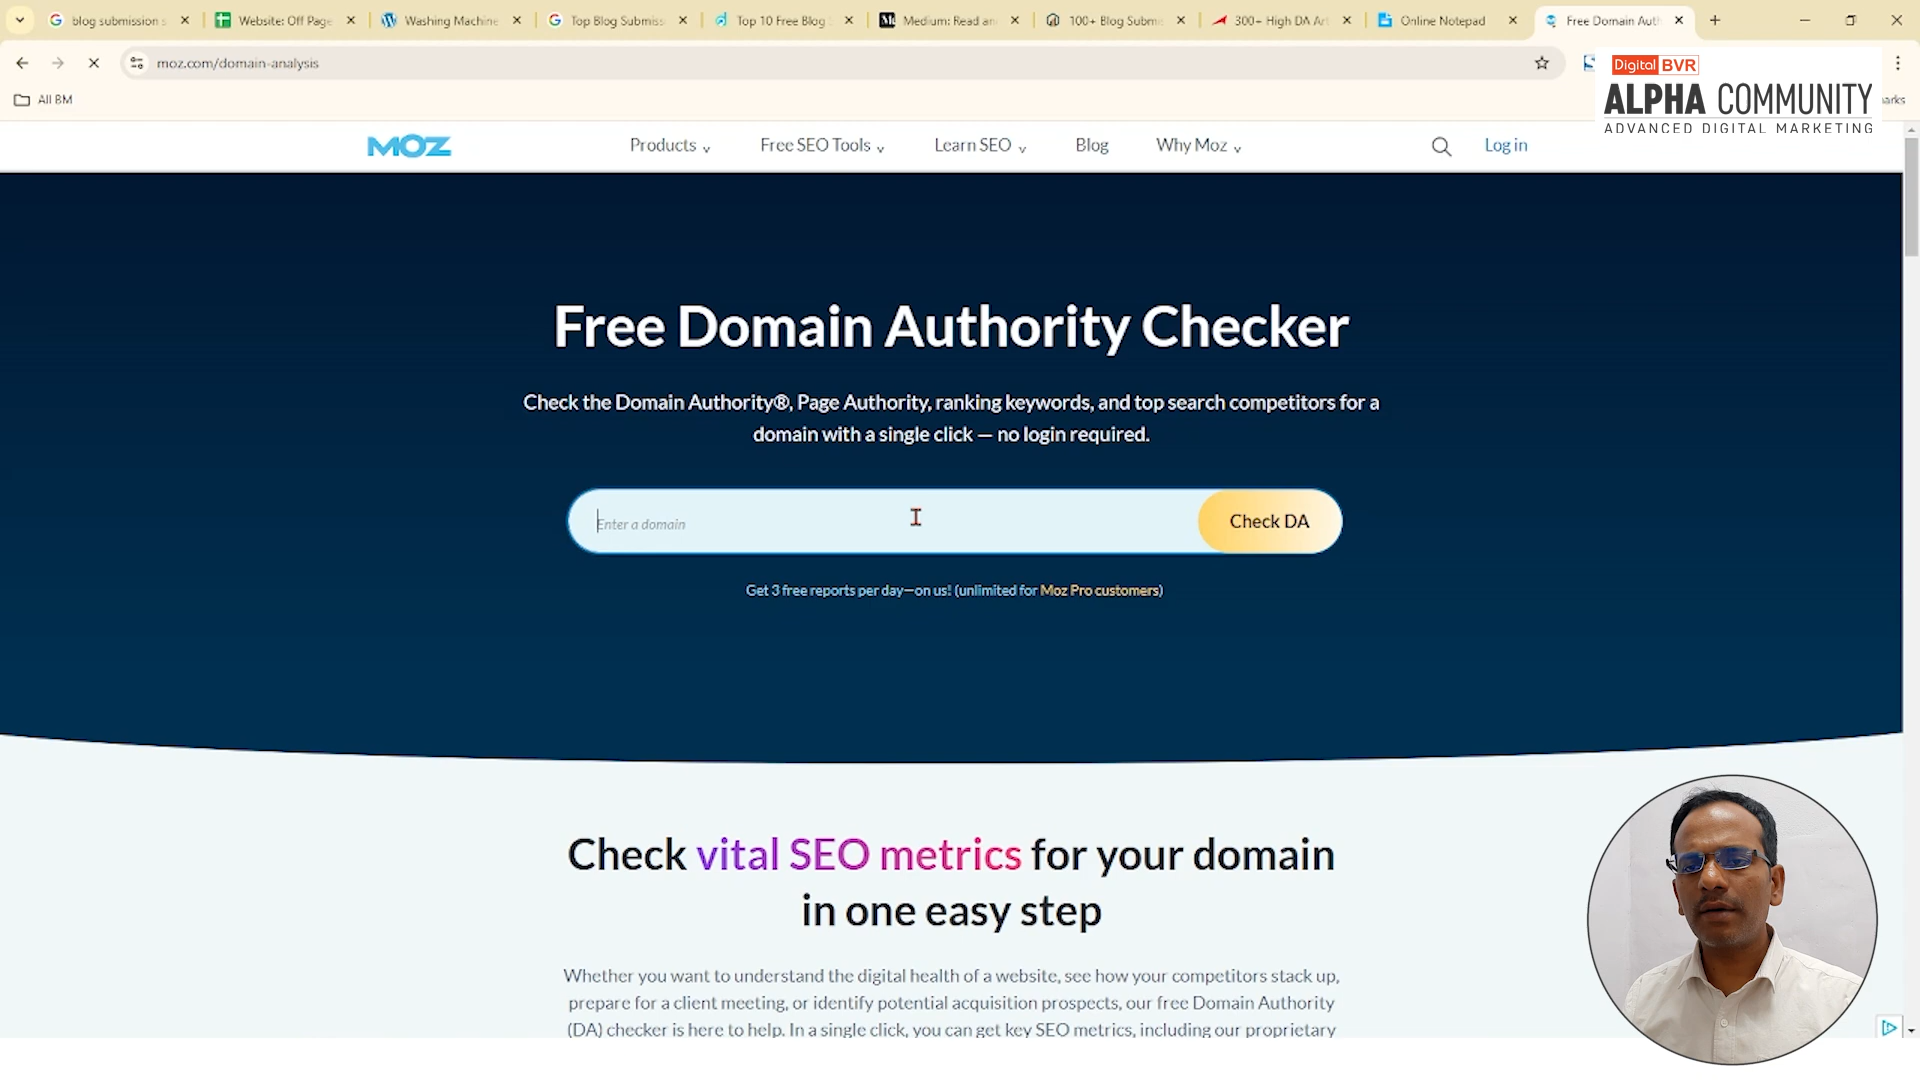 blog submission s
Website: Off Page
Washing Machine
Top Blog Submiss
Top 10 Free Blog
Medium: Read an
100+ Blog Subm
300+ High DA Art
Online Notepad
Free Domain Auth
moz.com/domain-analysis
All BM
Digital BVR
ALPHA COMMUNITY
ADVANCED DIGITAL MARKETING
MOZ
Products
Free SEO Tools
Learn SEO
Blog
Why Moz
Log in
Free Domain Authority Checker
Check the Domain Authority®, Page Authority, ranking keywords, and top search competitors for a
domain with a single click — no login required.
Enter a domain
Check DA
Get 3 free reports per day—on us! (unlimited for Moz Pro customers)
Check vital SEO metrics for your domain
in one easy step
Whether you want to understand the digital health of a website, see how your competitors stack up,
prepare for a client meeting, or identify potential acquisition prospects, our free Domain Authority
(DA) checker is here to help. In a single click, you can get key SEO metrics, including our proprietary